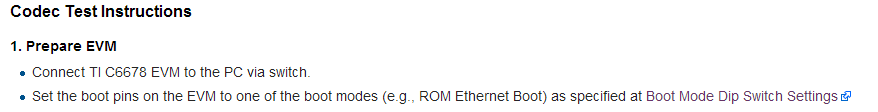 Codec Test Instructions
1. Prepare EVM
• Connect TI C6678 EVM to the PC via switch.
• Set the boot pins on the EVM to one of the boot modes (e.g., ROM Ethernet Boot) as specified at Boot Mode Dip Switch Settings